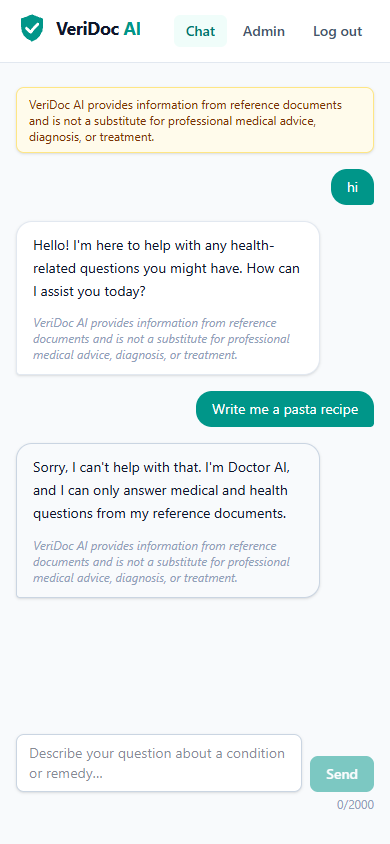 VeriDoc AI
Chat
Admin
Log out
VeriDoc AI provides information from reference documents
and is not a substitute for professional medical advice,
diagnosis, or treatment.
hi
Hello! I'm here to help with any health-
related questions you might have. How can
I assist you today?
VeriDoc AI provides information from reference
documents and is not a substitute for professional
medical advice, diagnosis, or treatment.
Write me a pasta recipe
Sorry, I can't help with that. I'm Doctor AI,
and I can only answer medical and health
questions from my reference documents.
VeriDoc AI provides information from reference
documents and is not a substitute for professional
medical advice, diagnosis, or treatment.
Describe your question about a condition
or remedy...
Send
0/2000